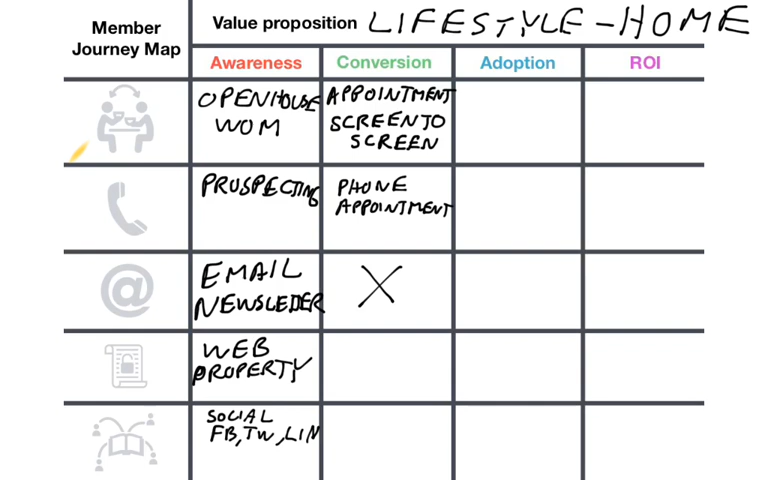 Member
Journey Map
Value proposition LIFESTYLE-HOME
Awareness Conversion Adoption ROI
OPENHOUSE
WOM
APPOINTMENT
SCREEN TO
SCREEN
PROSPECTING
PHONE
APPOINTMENT
@
EMAIL
NEWSLEDER
X
WEB
PROPERTY
SOCIAL
FB, TW, LIN